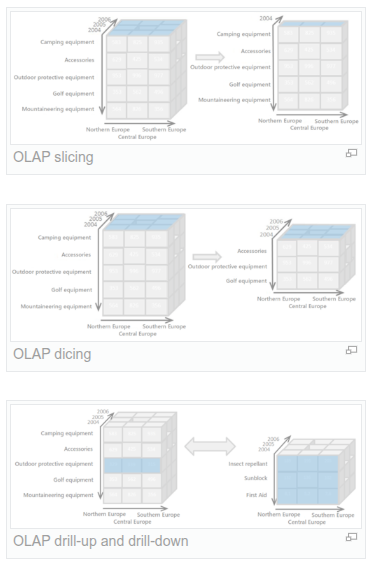 2006
2005
2004
Camping equipment
Accessories
Outdoor protective equipment
Golf equipment
Mountaineering equipment
Northern Europe Southern Europe
Central Europe
2004
Camping equipment
Accessories
Outdoor protective equipment
Golf equipment
Mountaineering equipment
Northern Europe Southern Europe
Central Europe
OLAP slicing
2006
2005
2004
Camping equipment
Accessories
Outdoor protective equipment
Golf equipment
Mountaineering equipment
Northern Europe Southern Europe
Central Europe
2006
2005
2004
Accessories
Outdoor protective equipment
Golf equipment
Northern Europe Southern Europe
Central Europe
OLAP dicing
2006
2005
2004
Camping equipment
Accessories
Outdoor protective equipment
Golf equipment
Mountaineering equipment
Northern Europe Southern Europe
Central Europe
2006
2005
2004
Insect repellant
Sunblock
First Aid
Northern Europe Southern Europe
Central Europe
OLAP drill-up and drill-down